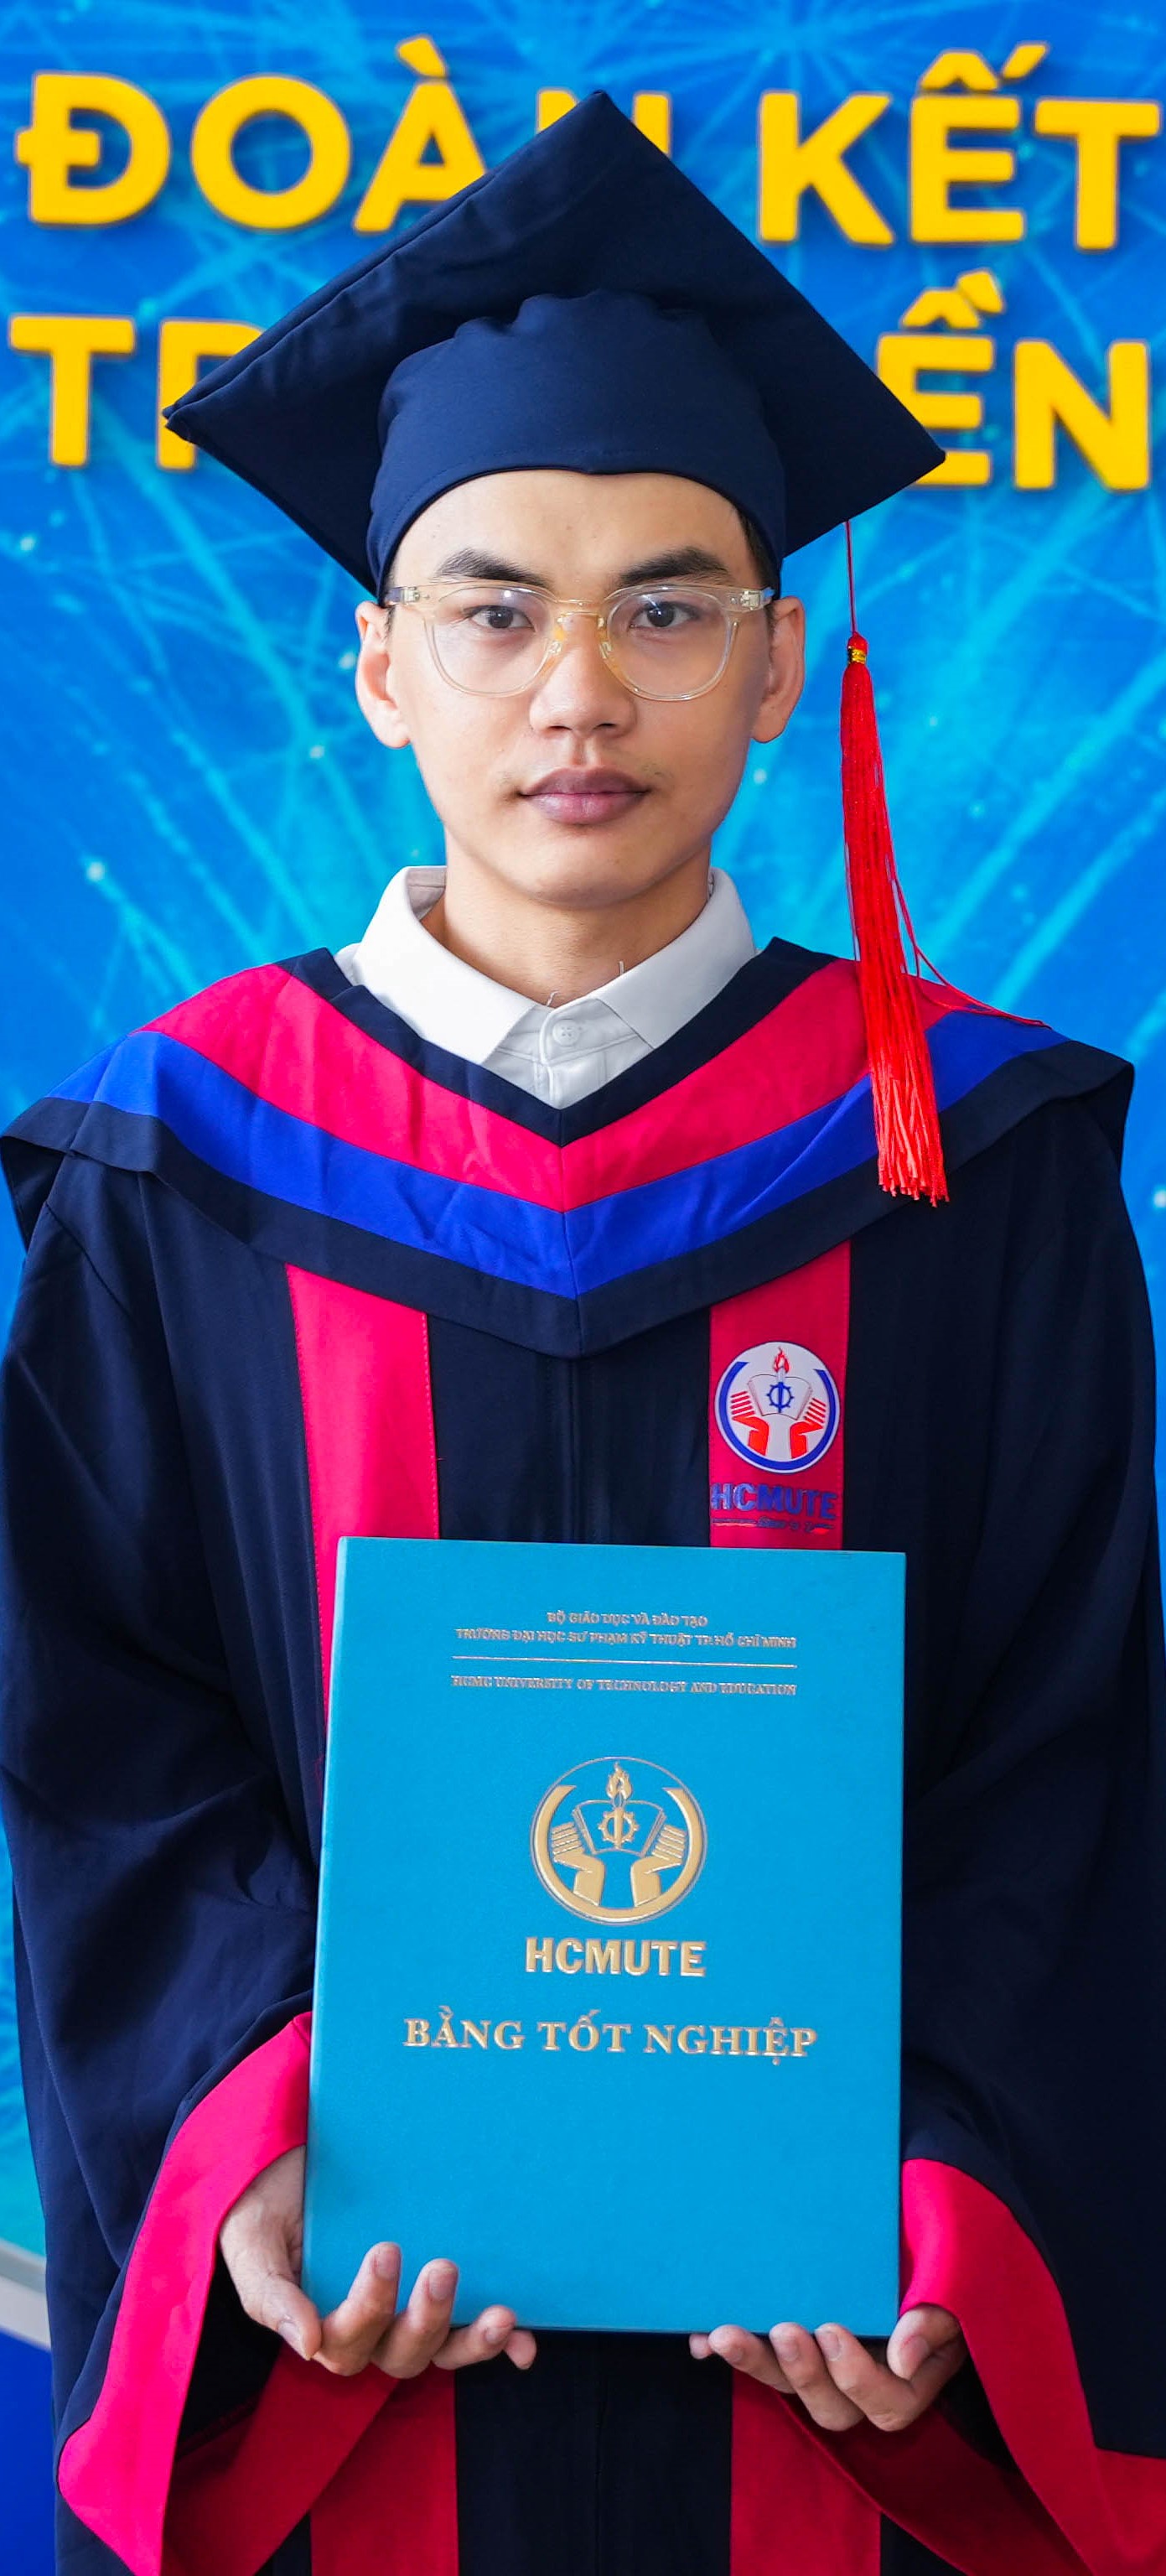 ĐOÀN KẾT
HCMUTE
BỘ GIÁO DỤC VÀ ĐÀO TẠO
TRƯỜNG ĐẠI HỌC SƯ PHẠM KỸ THUẬT TP. HỒ CHÍ MINH
HCMC UNIVERSITY OF TECHNOLOGY AND EDUCATION
HCMUTE
BẰNG TỐT NGHIỆP